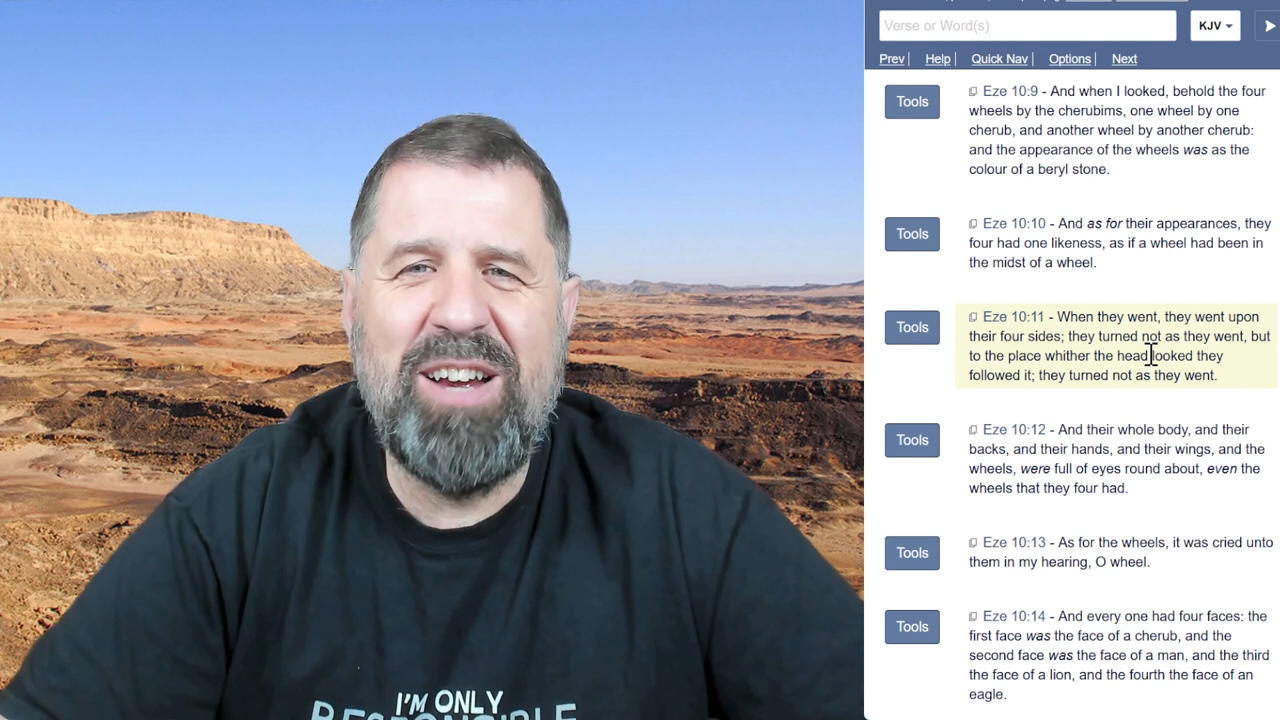 Verse or Word(s)
KJV
Prev | Help | Quick Nav | Options | Next
Tools
Eze 10:9 - And when I looked, behold the four
wheels by the cherubims, one wheel by one
cherub, and another wheel by another cherub:
and the appearance of the wheels was as the
colour of a beryl stone.
Tools
Eze 10:10 - And as for their appearances, they
four had one likeness, as if a wheel had been in
the midst of a wheel.
Tools
Eze 10:11 - When they went, they went upon
their four sides; they turned not as they went, but
to the place whither the head looked they
followed it; they turned not as they went.
Tools
Eze 10:12 - And their whole body, and their
backs, and their hands, and their wings, and the
wheels, were full of eyes round about, even the
wheels that they four had.
Tools
Eze 10:13 - As for the wheels, it was cried unto
them in my hearing, O wheel.
Tools
Eze 10:14 - And every one had four faces: the
first face was the face of a cherub, and the
second face was the face of a man, and the third
the face of a lion, and the fourth the face of an
eagle.
I'M ONLY
RESPONSIBLE